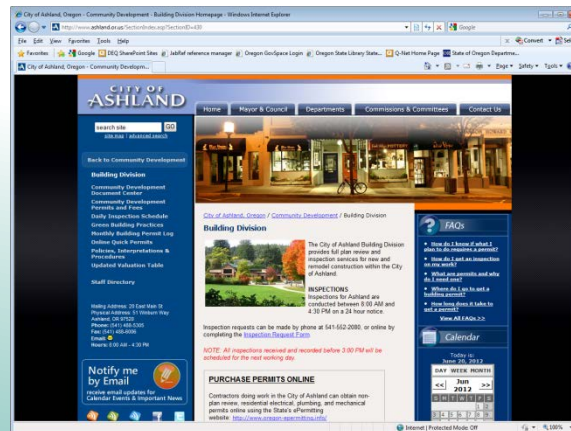 City of Ashland, Oregon - Community Development - Building Division Homepage - Windows Internet Explorer
http://www.ashland.or.us/SectionIndex.asp?SectionID=430
Google
File Edit View Favorites Tools Help
Convert
Favorites Google DEQ SharePoint Sites JabRef reference manager Oregon GovSpace Login Oregon State Library State... Q-Net Home Page State of Oregon Departme...
City of Ashland, Oregon - Community Developm...
Page Safety Tools
CITY OF
ASHLAND
Home Mayor & Council Departments Commissions & Committees Contact Us
search site GO
site map / advanced search
Back to Community Development
Building Division
Community Development
Document Center
Community Development
Permits and Fees
Daily Inspection Schedule
Green Building Practices
Monthly Building Permit Log
Online Quick Permits
Policies, Interpretations &
Procedures
Updated Valuation Table
Staff Directory
Mailing Address: 20 East Main St
Physical Address: 51 Winburn Way
Ashland, OR 97520
Phone: (541) 488-5305
Fax: (541) 488-6006
Email:
Hours: 8:00 AM - 4:30 PM
Notify me
by Email
receive email updates for
Calendar Events & Important News
City of Ashland, Oregon / Community Development / Building Division
Building Division
The City of Ashland Building Division
provides full plan review and
inspection services for new and
remodel construction within the City
of Ashland.
INSPECTIONS
Inspections for Ashland are
conducted between 8:00 AM and
4:30 PM on a 24 hour notice.
Inspection requests can be made by phone at 541-552-2080, or online by
completing the Inspection Request Form.
NOTE: All inspections received and recorded before 3:00 PM will be
scheduled for the next working day.
PURCHASE PERMITS ONLINE
Contractors doing work in the City of Ashland can obtain non-
plan review, residential electrical, plumbing, and mechanical
permits online using the State's ePermitting
website: http://www.oregon-epermitting.info/
FAQs
How do I know if what I
plan to do requires a permit?
How do I get an inspection
on my work?
What are permits and why
do I need one?
Where do I go to get a
building permit?
How long does it take to
get a permit?
View All FAQs >>
Calendar
Today is:
June 20, 2012
DAY WEEK MONTH
<< Jun 2012 >>
S M T W T F S
1 2
3 4 5 6 7 8 9
Internet | Protected Mode: Off
100%